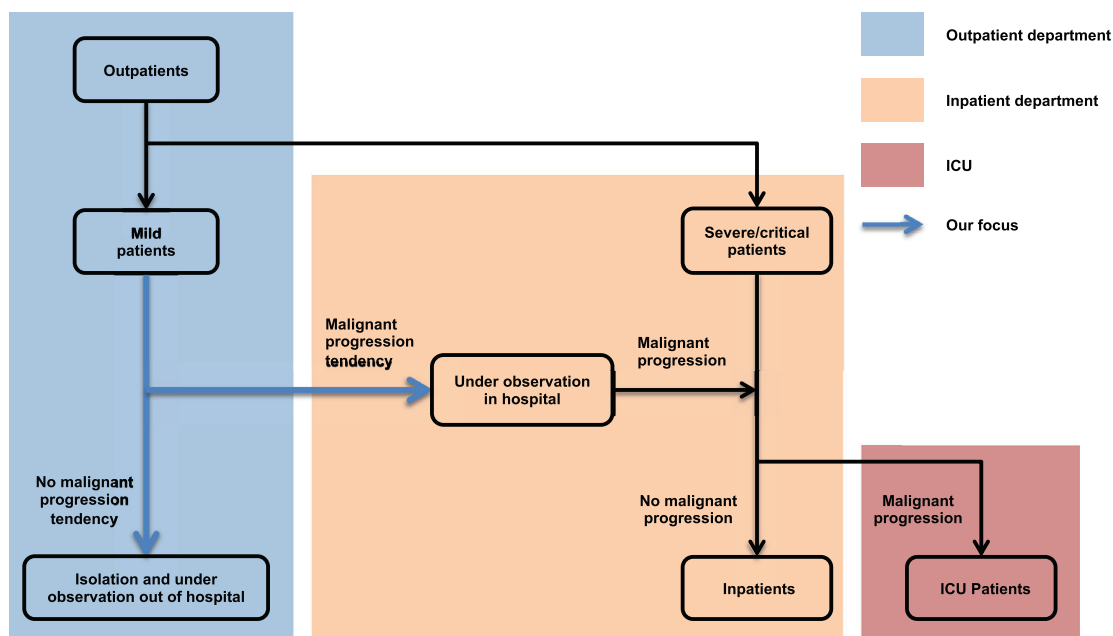 Outpatients
Outpatient department
Inpatient department
ICU
Our focus
Mild
patients
Severe/critical
patients
Malignant
progression
tendency
Malignant
progression
Under observation
in hospital
No malignant
progression
tendency
No malignant
progression
Malignant
progression
Isolation and under
observation out of hospital
Inpatients
ICU Patients